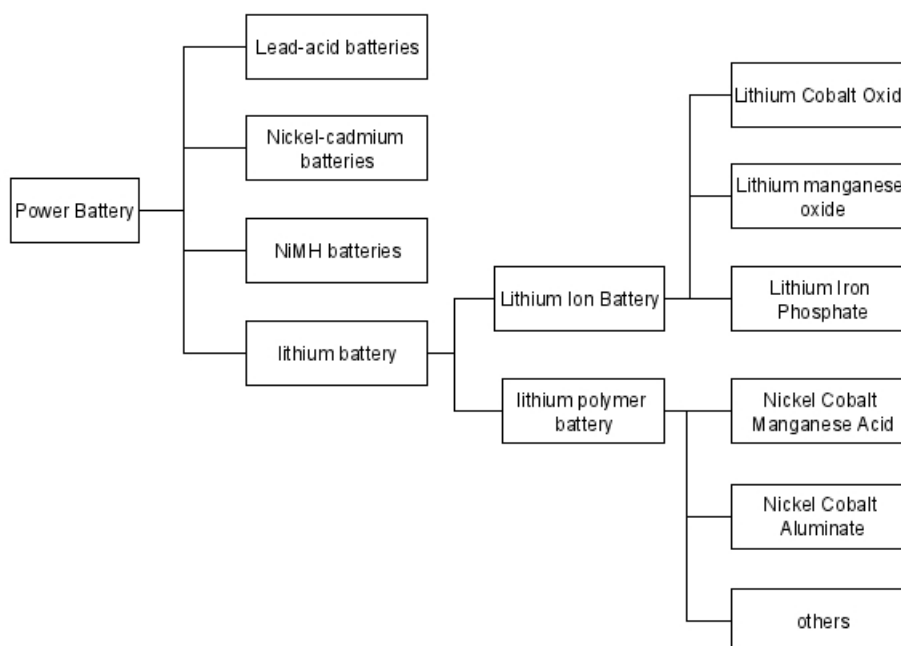 Power Battery
Lead-acid batteries
Nickel-cadmium
batteries
NiMH batteries
lithium battery
Lithium Ion Battery
lithium polymer
battery
Lithium Cobalt Oxid
Lithium manganese
oxide
Lithium Iron
Phosphate
Nickel Cobalt
Manganese Acid
Nickel Cobalt
Aluminate
others